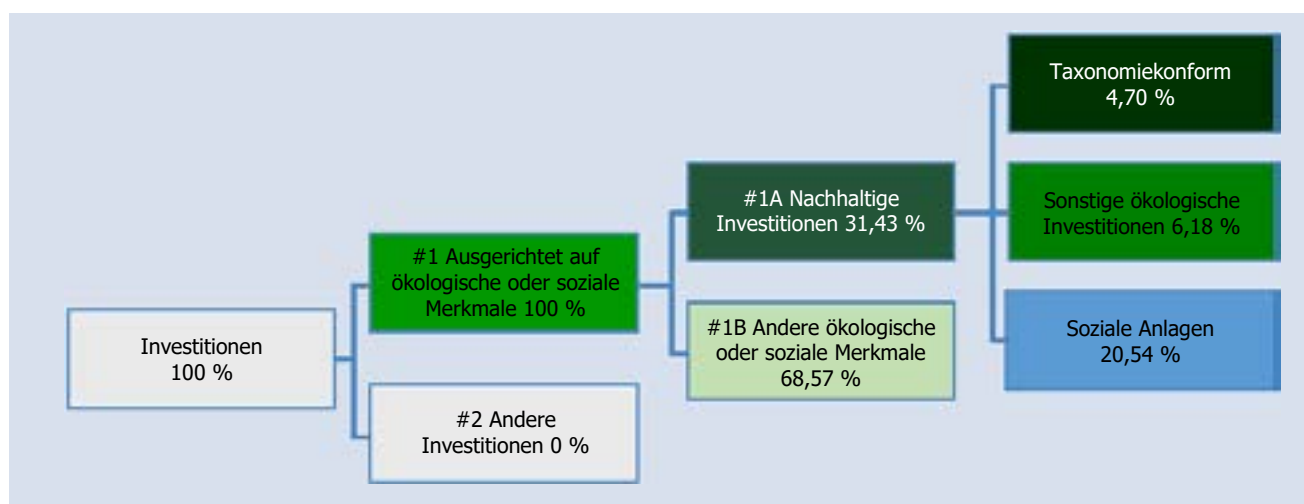 Investitionen
100 %
#1 Ausgerichtet auf
ökologische oder soziale
Merkmale 100 %
#2 Andere
Investitionen 0 %
#1A Nachhaltige
Investitionen 31,43 %
#1B Andere ökologische
oder soziale Merkmale
68,57 %
Taxonomiekonform
4,70 %
Sonstige ökologische
Investitionen 6,18 %
Soziale Anlagen
20,54 %